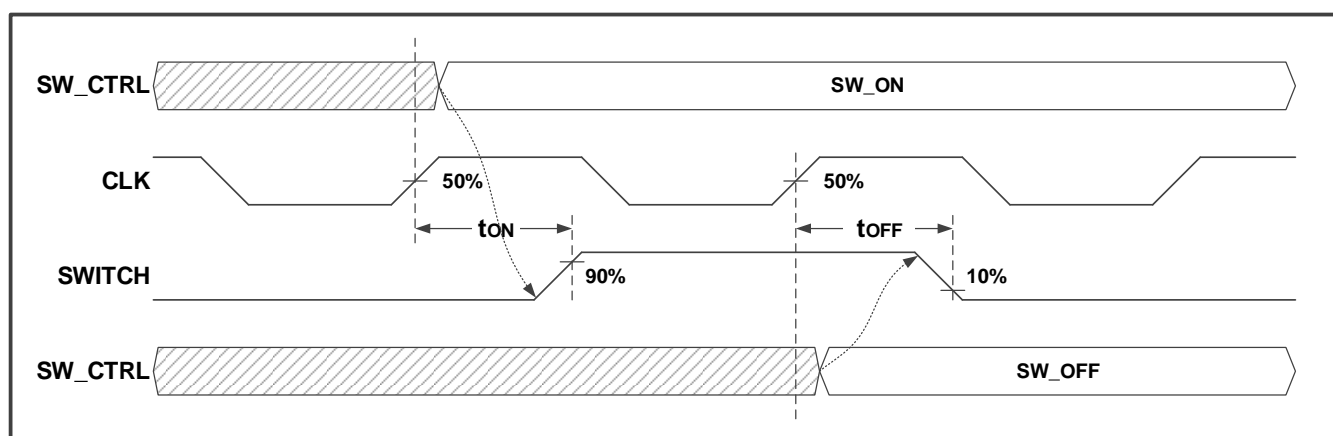 SW_CTRL
SW_ON
CLK
50%
50%
tON
tOFF
SWITCH
90%
10%
SW_CTRL
SW_OFF